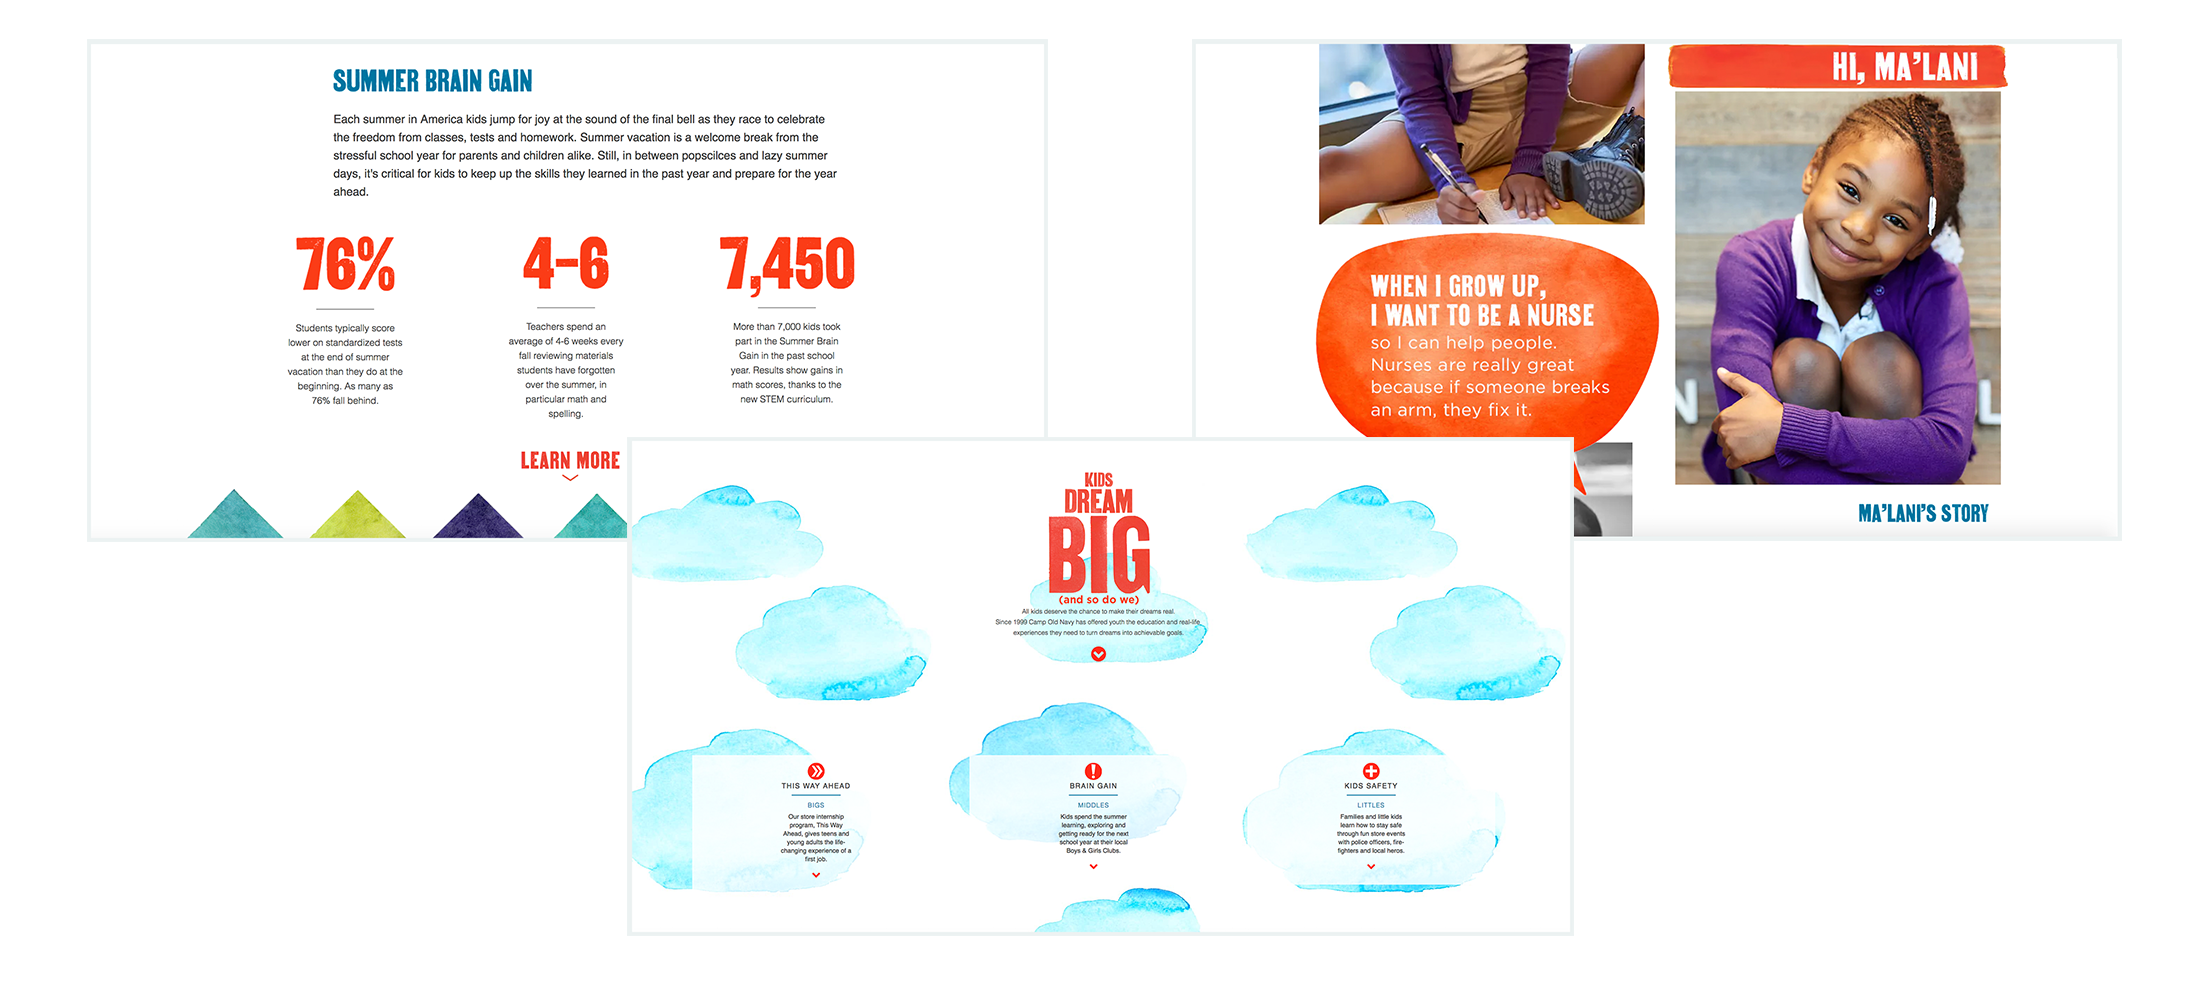 SUMMER BRAIN GAIN
Each summer in America kids jump for joy at the sound of the final bell as they race to celebrate
the freedom from classes, tests and homework. Summer vacation is a welcome break from the
stressful school year for parents and children alike. Still, in between popscilces and lazy summer
days, it's critical for kids to keep up the skills they learned in the past year and prepare for the year
ahead.
76%
Students typically score
lower on standardized tests
at the end of summer
vacation than they do at the
beginning. As many as
76% fall behind.
4-6
Teachers spend an
average of 4-6 weeks every
fall reviewing materials
students have forgotten
over the summer, in
particular math and
spelling.
7,450
More than 7,000 kids took
part in the Summer Brain
Gain in the past school
year. Results show gains in
math scores, thanks to the
new STEM curriculum.
LEARN MORE
HI, MA'LANI
WHEN I GROW UP,
I WANT TO BE A NURSE
so I can help people.
Nurses are really great
because if someone breaks
an arm, they fix it.
MA'LANI'S STORY
KIDS
DREAM
BIG
(and so do we)
All kids deserve the chance to make their dreams real.
Since 1999 Camp Old Navy has offered youth the education and real-life
experiences they need to turn dreams into achievable goals.
THIS WAY AHEAD
BIGS
Our store internship
program, This Way
Ahead, gives teens and
young adults the life-
changing experience of a
first job.
BRAIN GAIN
MIDDLES
Kids spend the summer
learning, exploring and
getting ready for the next
school year at their local
Boys & Girls Clubs.
KIDS SAFETY
LITTLES
Families and little kids
learn how to stay safe
through fun store events
with police officers, fire-
fighters and local heros.